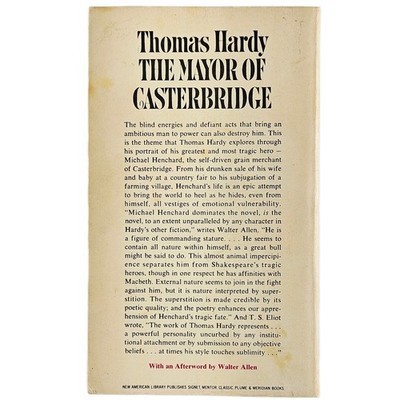 Thomas Hardy
THE MAYOR OF
CASTERBRIDGE
The blind energies and defiant acts that bring an
ambitious man to power can also destroy him. This
is the theme that Thomas Hardy explores through
his portrait of his greatest and most tragic hero —
Michael Henchard, the self-driven grain merchant
of Casterbridge. From his drunken sale of his wife
and baby at a country fair to his subjugation of a
farming village, Henchard's life is an epic attempt
to bring the world to heel as he hides, even from
himself, all vestiges of emotional vulnerability.
"Michael Henchard dominates the novel, is the
novel, to an extent unparalleled by any character in
Hardy's other fiction," writes Walter Allen, "He is
a figure of commanding stature. . . . He seems to
contain all nature within himself, as a great bull
might be said to do. This almost animal impercipi-
ence separates him from Shakespeare's tragic
heroes, though in one respect he has affinities with
Macbeth. External nature seems to join in the fight
against him, but it is nature interpreted by super-
stition. The superstition is made credible by its
poetic quality; and the poetry enhances our appre-
hension of Henchard's tragic fate." And T. S. Eliot
wrote, "The work of Thomas Hardy represents . . .
a powerful personality uncurbed by any institu-
tional attachment or by submission to any objective
beliefs . . . at times his style touches sublimity . . ."
With an Afterword by Walter Allen
NEW AMERICAN LIBRARY PUBLISHES SIGNET, MENTOR, CLASSIC, PLUME & MERIDIAN BOOKS